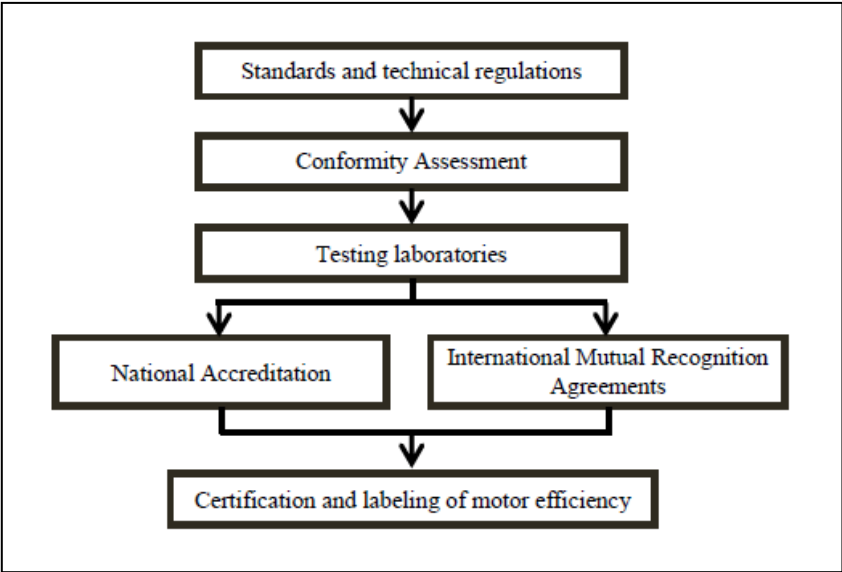 Standards and technical regulations
Conformity Assessment
Testing laboratories
National Accreditation
International Mutual Recognition
Agreements
Certification and labeling of motor efficiency